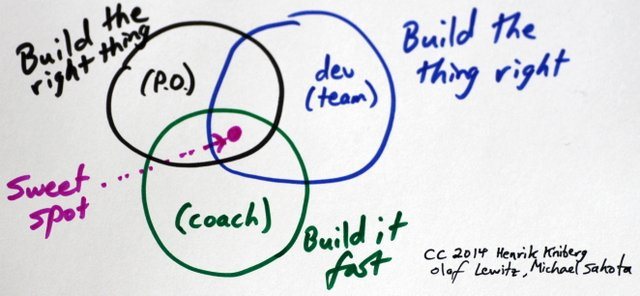 Build the
right thing
(P.O.)
dev
(team)
Build the
thing right
sweet
spot
(coach)
Build it
fast
CC 2014 Henrik Kniberg
Olaf Lewitz, Michael Sahota